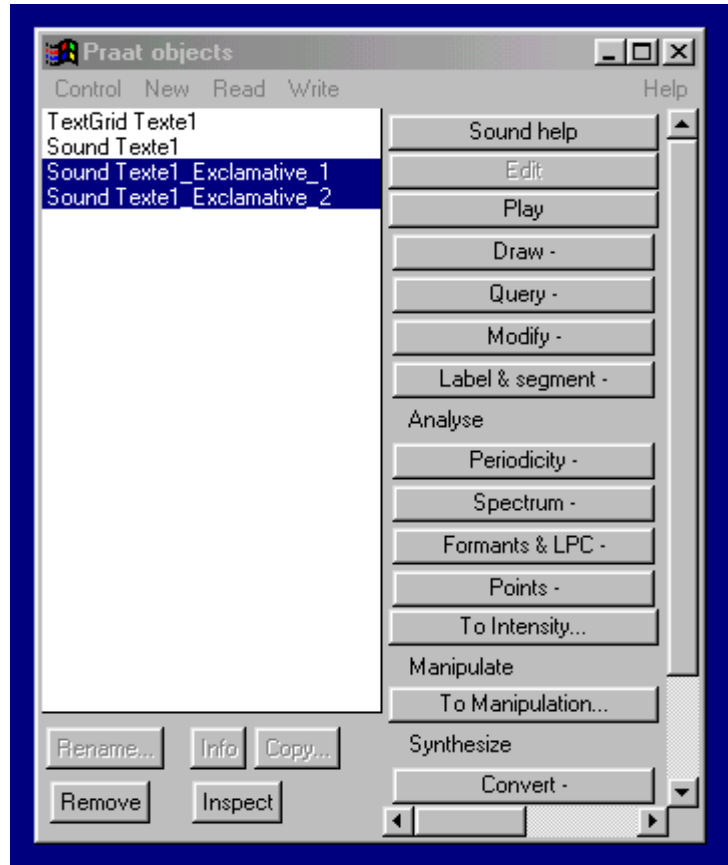 Praat objects
Control New Read Write Help
TextGrid Texte1
Sound Texte1
Sound Texte1_Exclamative_1
Sound Texte1_Exclamative_2
Sound help
Edit
Play
Draw -
Query -
Modify -
Label & segment -
Analyse
Periodicity -
Spectrum -
Formants & LPC -
Points -
To Intensity...
Manipulate
To Manipulation...
Synthesize
Convert -
Rename... Info Copy...
Remove Inspect